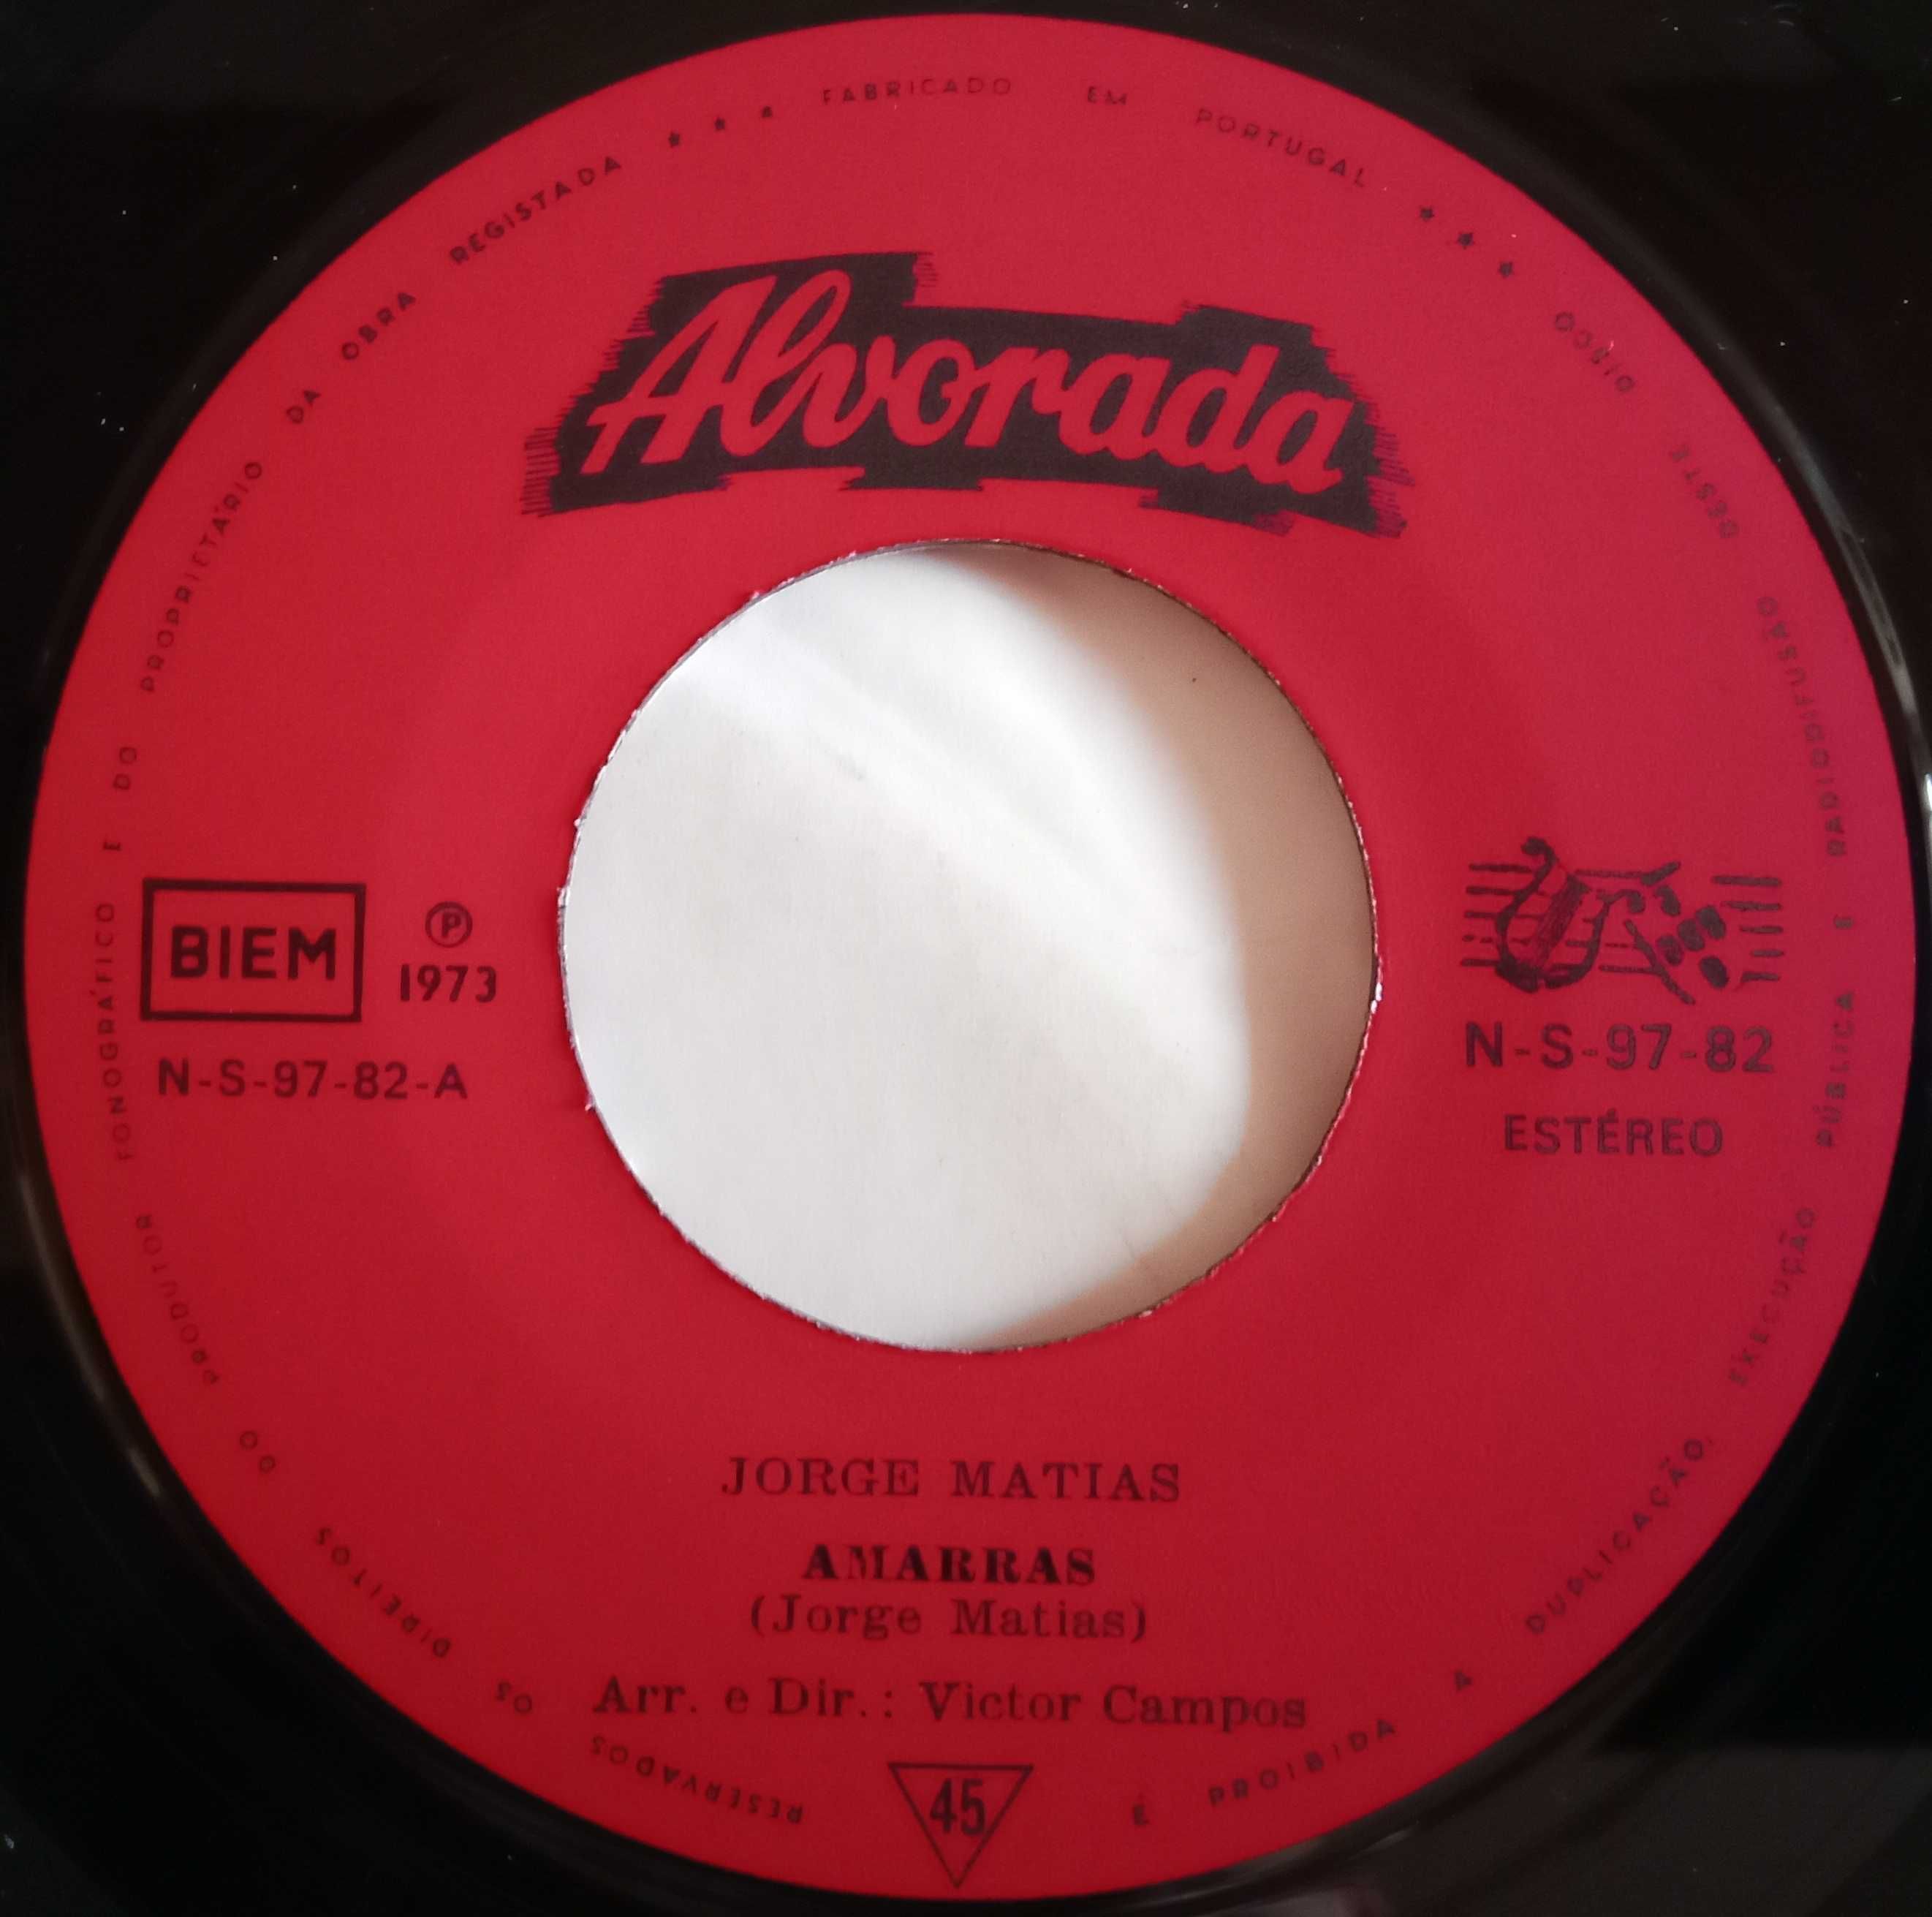 RESERVADOS OS DIREITOS DO PRODUTOR FONOGRÁFICO E DO PROPRIETÁRIO DA OBRA REGISTADA * * * FABRICADO EM PORTUGAL * * * DISCO DESTE RADIODIFUSÃO E PÚBLICA EXECUÇÃO DUPLICAÇÃO, A PROIBIDA É
Alvorada
BIEM
Ⓟ
1973
N-S-97-82-A
N-S-97-82
ESTÉREO
JORGE MATIAS
AMARRAS
(Jorge Matias)
Arr. e Dir.: Victor Campos
45